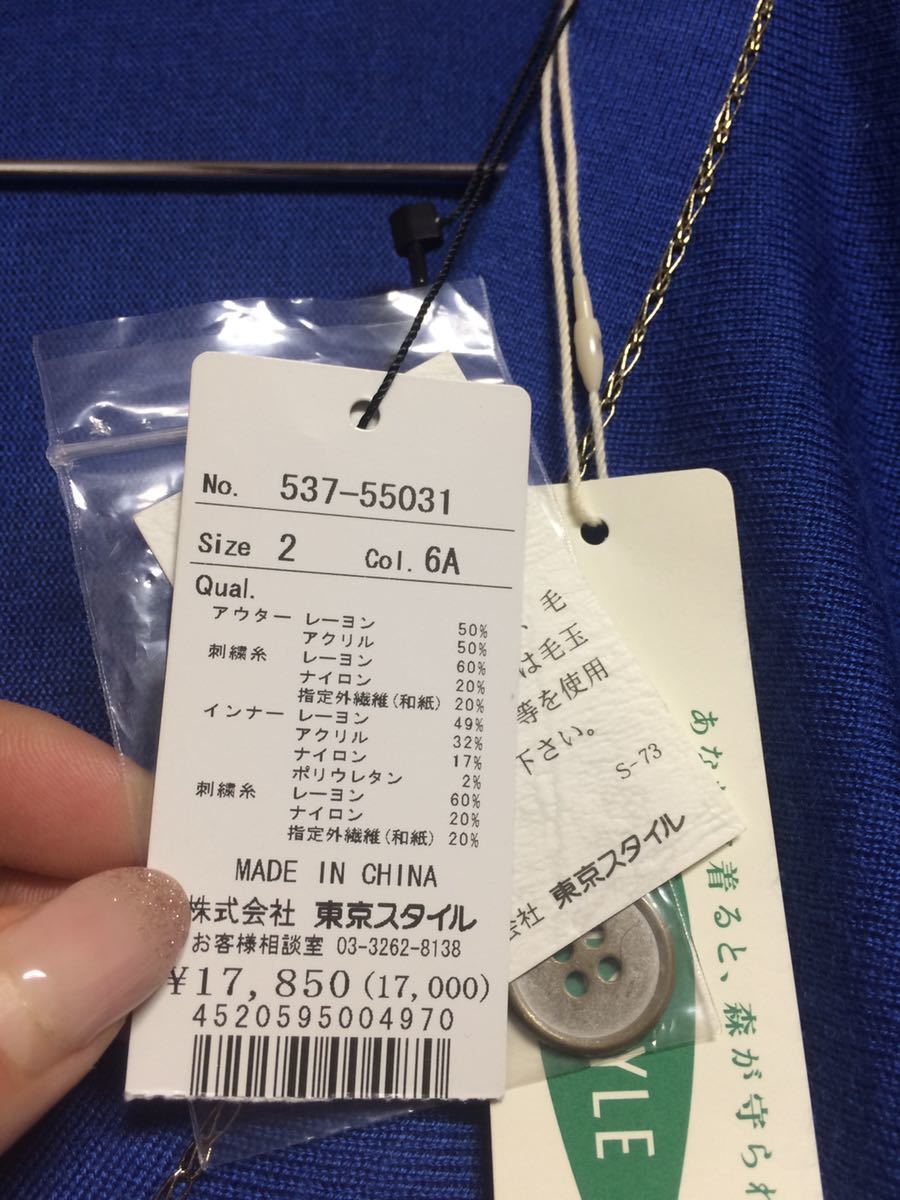 No. 537-55031
Size 2 Col. 6A
Qual.
アウター レーヨン 50%
アクリル 50%
刺繍糸 レーヨン 60%
ナイロン 20%
指定外繊維(和紙) 20%
インナー レーヨン 49%
アクリル 32%
ナイロン 17%
ポリウレタン 2%
刺繍糸 レーヨン 60%
ナイロン 20%
指定外繊維(和紙) 20%
MADE IN CHINA
株式会社 東京スタイル
お客様相談室 03-3262-8138
¥17,850(17,000)
4520595004970
、毛
は毛玉
等を使用
下さい。
S-73
会社 東京スタイル
あな
着ると、森が守られ
YLE